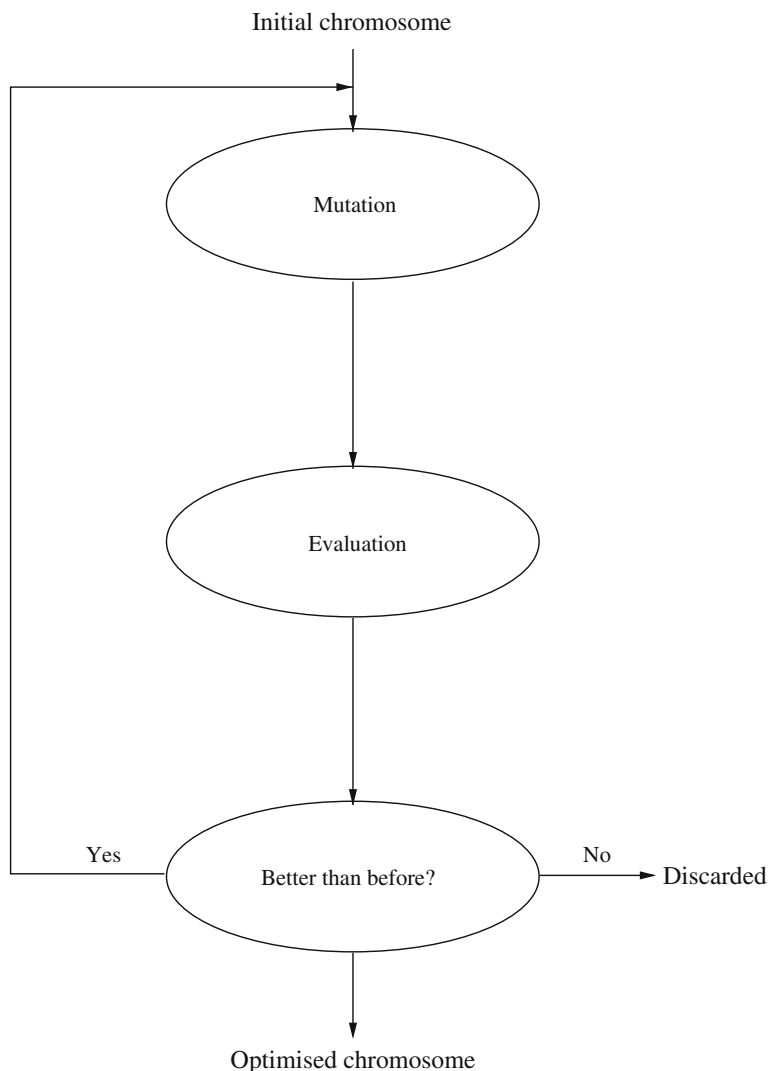 Initial chromosome
Mutation
Evaluation
Yes
Better than before?
No
Discarded
Optimised chromosome